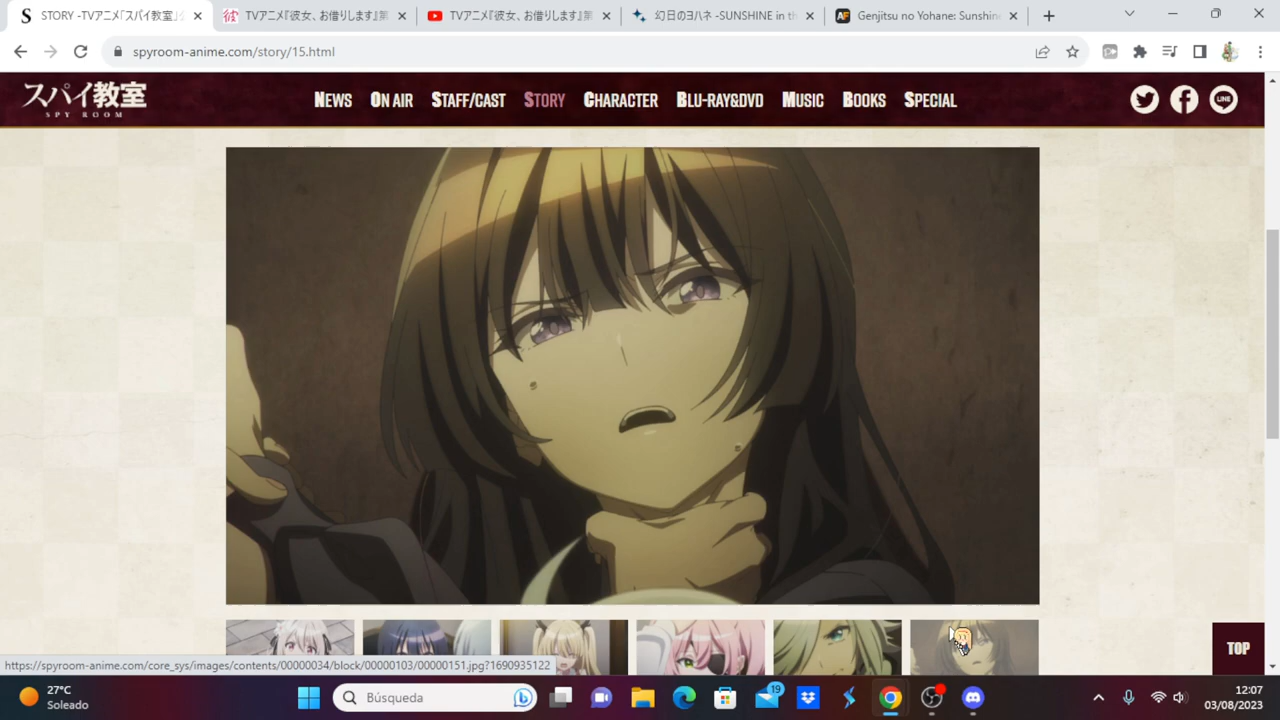 STORY -TVアニメ「スパイ教室」
TVアニメ『彼女、お借りします』第
TVアニメ『彼女、お借りします』第
幻日のヨハネ -SUNSHINE in th
Genjitsu no Yohane: Sunshin
spyroom-anime.com/story/15.html
スパイ教室
SPY ROOM
NEWS
ON AIR
STAFF/CAST
STORY
CHARACTER
BLU-RAY&DVD
MUSIC
BOOKS
SPECIAL
LINE
TOP
https://spyroom-anime.com/core_sys/images/contents/00000034/block/00000103/00000151.jpg?1690935122
27°C
Soleado
Búsqueda
19
12:07
03/08/2023